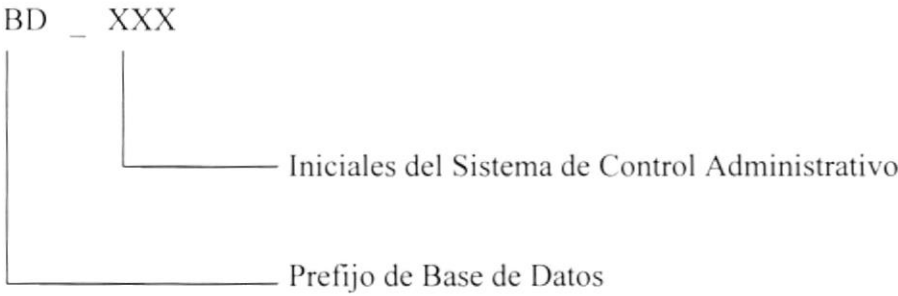 BD _ XXX
Iniciales del Sistema de Control Administrativo
Prefijo de Base de Datos